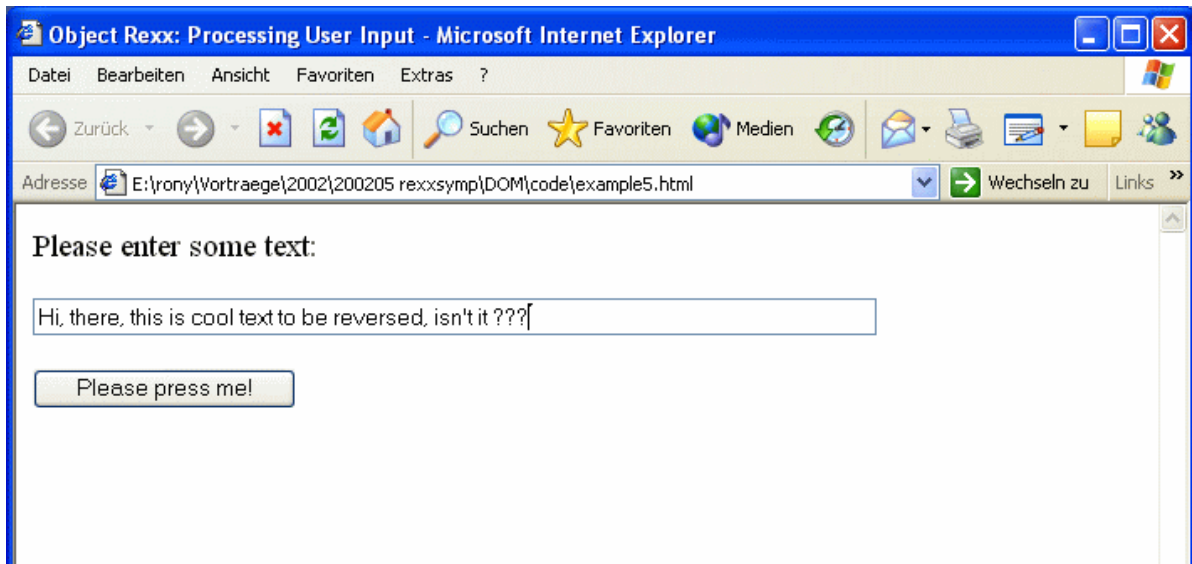 Object Rexx: Processing User Input - Microsoft Internet Explorer
Datei Bearbeiten Ansicht Favoriten Extras ?
Zurück Suchen Favoriten Medien
Adresse E:\rony\Vortraege\2002\200205 rexxsymp\DOM\code\example5.html Wechseln zu Links »
Please enter some text:
Hi, there, this is cool text to be reversed, isn't it ???
Please press me!